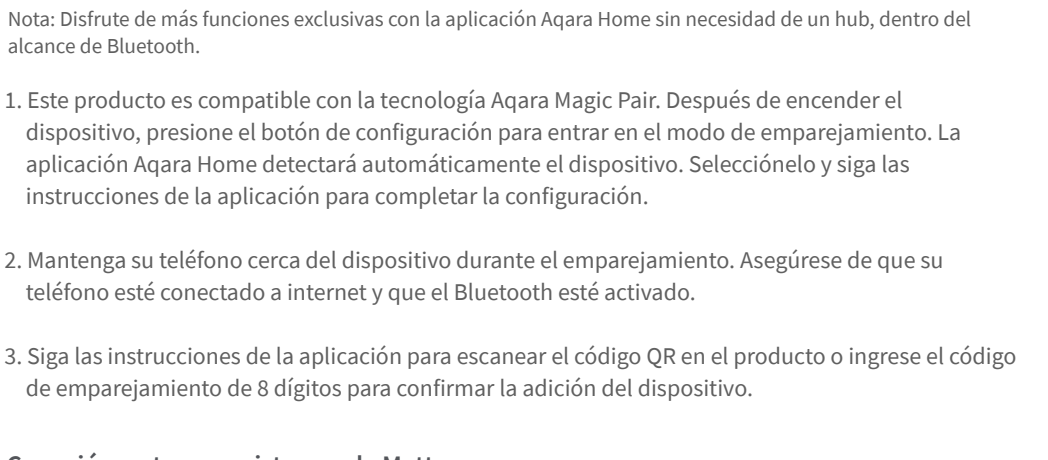 Nota: Disfrute de más funciones exclusivas con la aplicación Aqara Home sin necesidad de un hub, dentro del
alcance de Bluetooth.
1. Este producto es compatible con la tecnología Aqara Magic Pair. Después de encender el
dispositivo, presione el botón de configuración para entrar en el modo de emparejamiento. La
aplicación Aqara Home detectará automáticamente el dispositivo. Selecciónelo y siga las
instrucciones de la aplicación para completar la configuración.
2. Mantenga su teléfono cerca del dispositivo durante el emparejamiento. Asegúrese de que su
teléfono esté conectado a internet y que el Bluetooth esté activado.
3. Siga las instrucciones de la aplicación para escanear el código QR en el producto o ingrese el código
de emparejamiento de 8 dígitos para confirmar la adición del dispositivo.